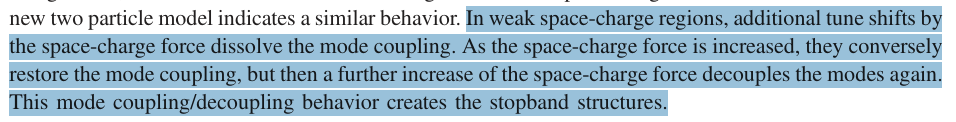 new two particle model indicates a similar behavior. In weak space-charge regions, additional tune shifts by
the space-charge force dissolve the mode coupling. As the space-charge force is increased, they conversely
restore the mode coupling, but then a further increase of the space-charge force decouples the modes again.
This mode coupling/decoupling behavior creates the stopband structures.